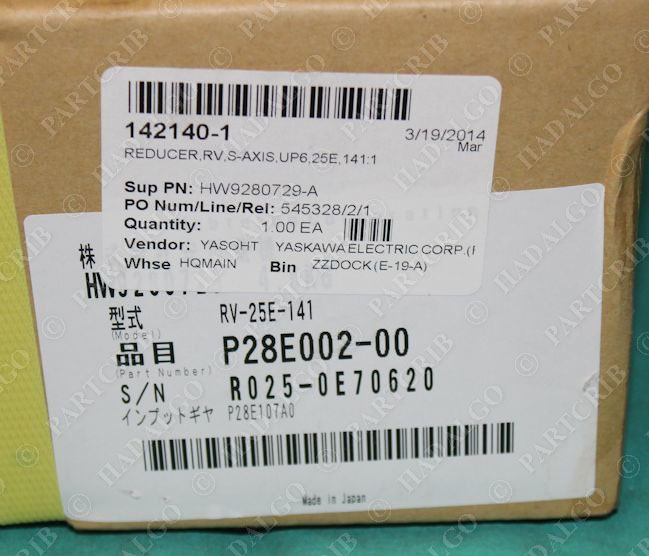 142140-1
3/19/2014
Mar
REDUCER,RV,S-AXIS,UP6,25E,141:1
Sup PN: HW9280729-A
PO Num/Line/Rel: 545328/2/1
Quantity: 1.00 EA
Vendor: YASOHT YASKAWA ELECTRIC CORP.(
Whse HQMAIN Bin ZZDOCK(E-19-A)
株
型式 RV-25E-141
(Model)
品目 P28E002-00
(Part Number)
S/N R025-0E70620
インプットギヤ P28E107A0
Made in Japan
© PARTCRIB
© HADALGO